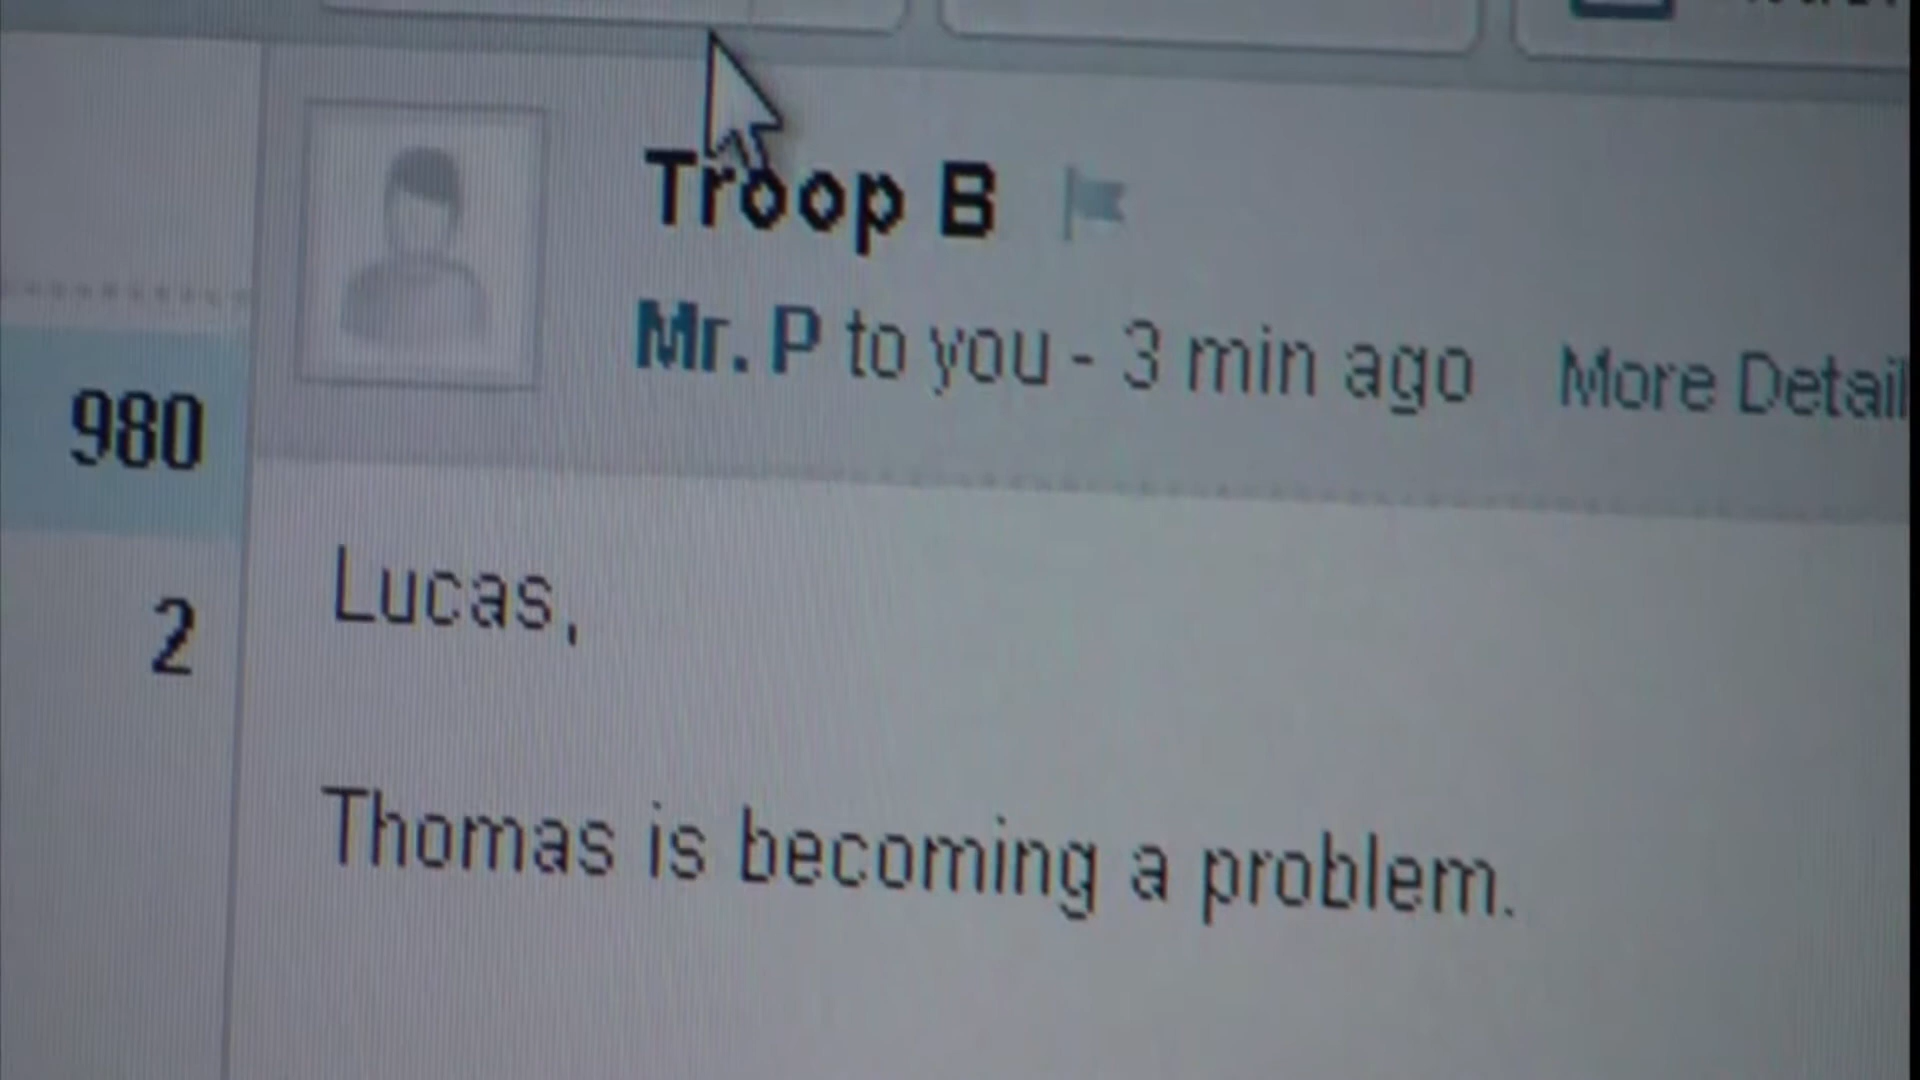 Troop B
Mr. P to you - 3 min ago More Detail
980
Lucas,
2
Thomas is becoming a problem.